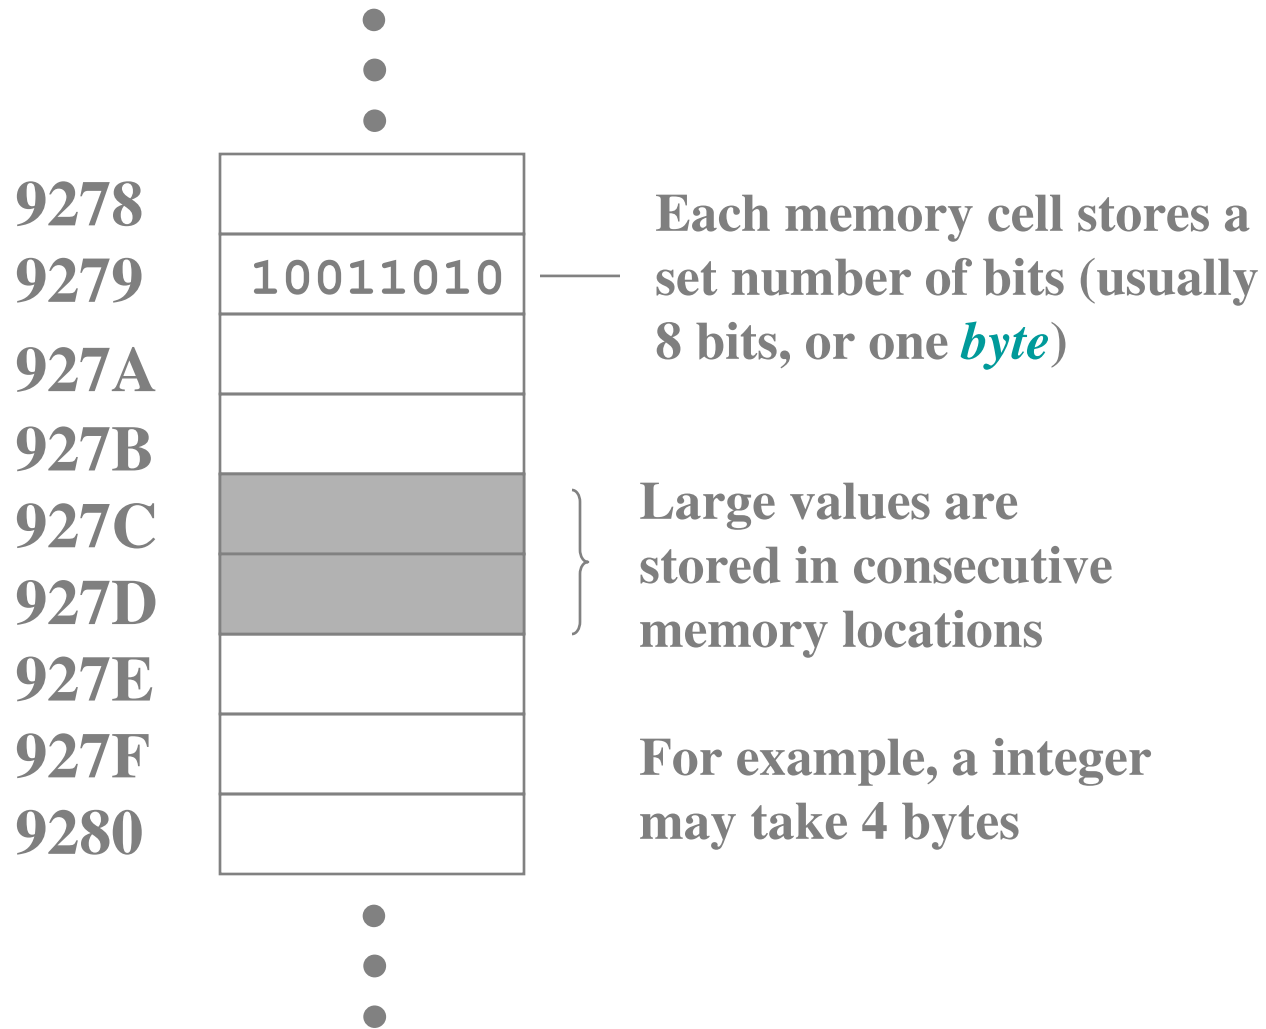 9278
9279
927A
927B
927C
927D
927E
927F
9280
10011010
Each memory cell stores a
set number of bits (usually
8 bits, or one byte)
Large values are
stored in consecutive
memory locations
For example, a integer
may take 4 bytes